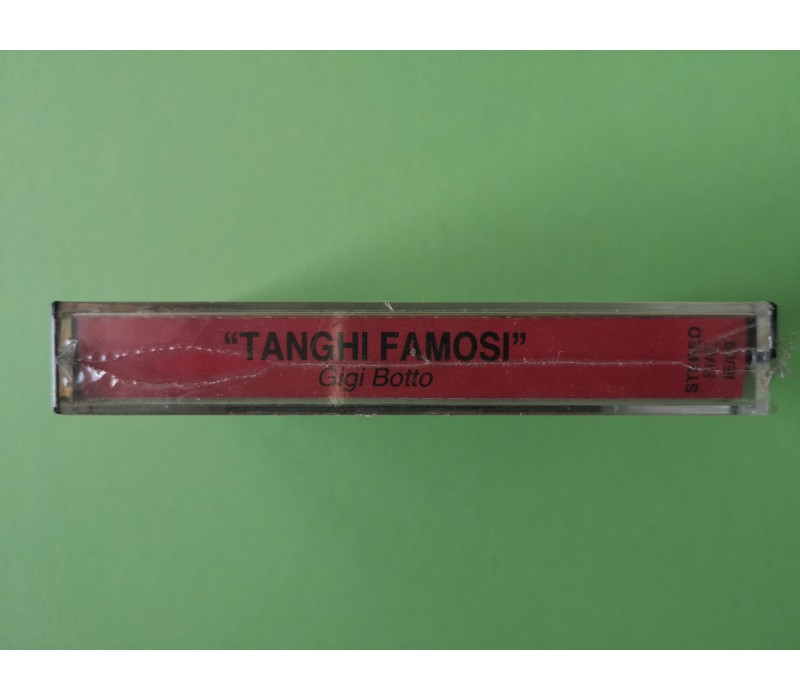 “TANGHI FAMOSI”
Gigi Botto
STEREO